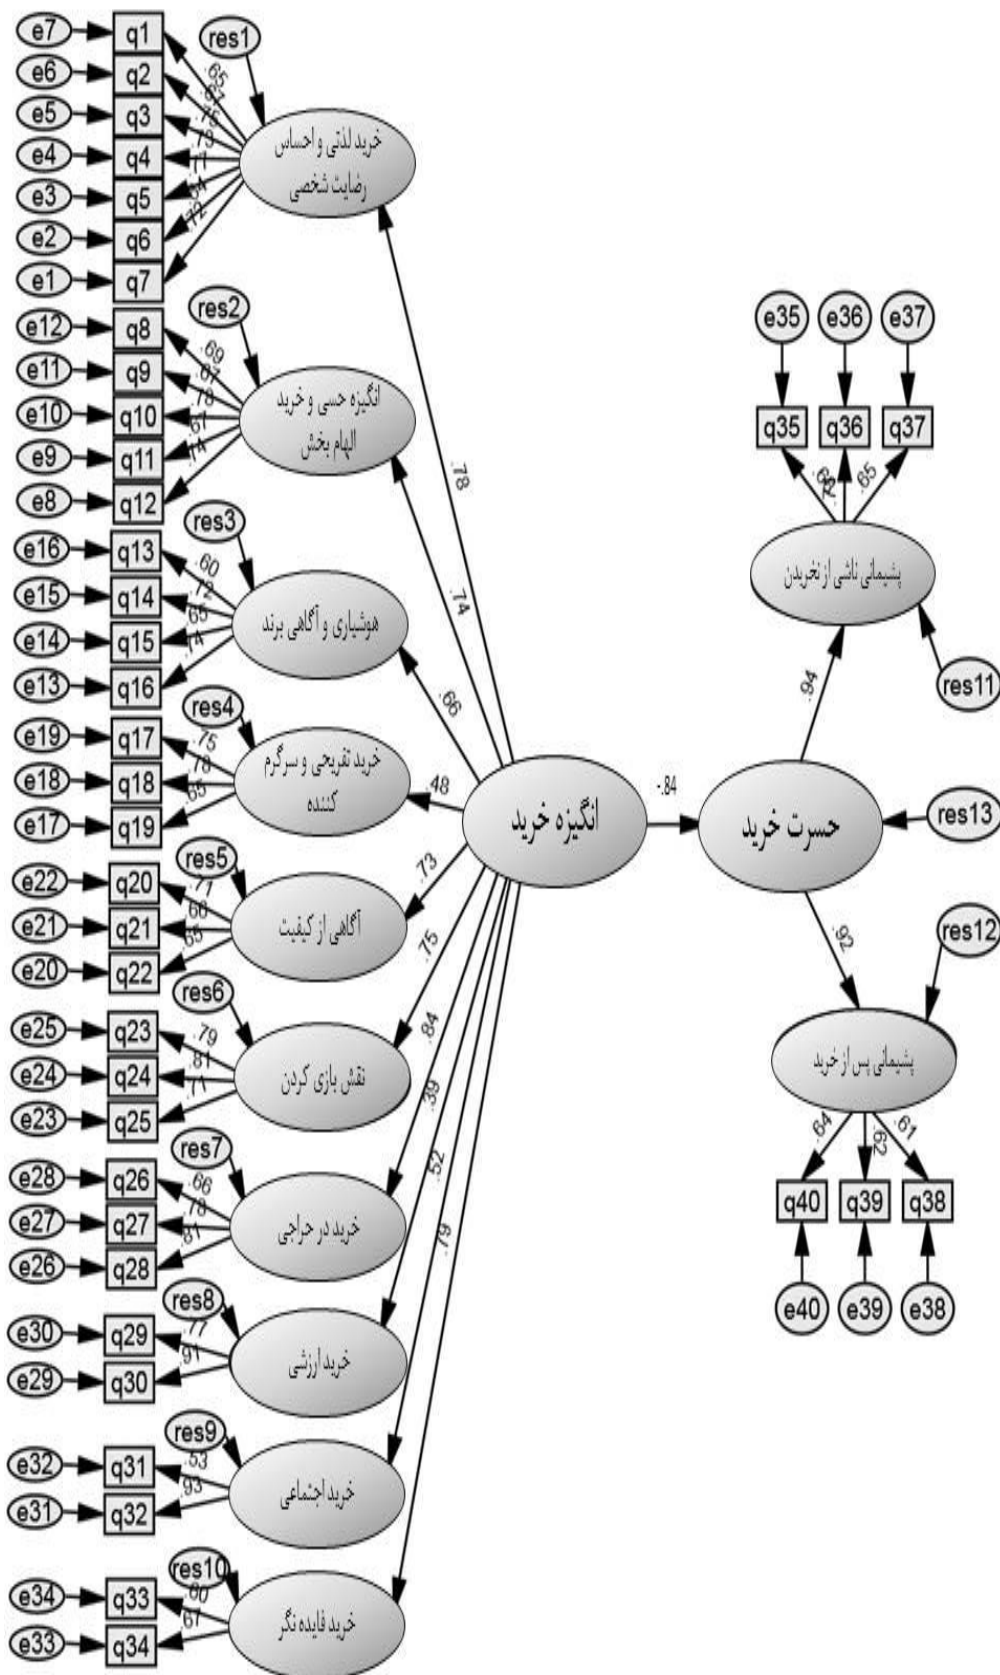 e7
q1
res1
e6
q2
.65
e5
q3
e4
q4
e3
q5
.77
e2
q6
e1
q7
.72
خرید لذتی و احساس
رضایت شخصی
e12
q8
res2
e11
q9
.69
e10
q10
.67
.78
e9
q11
.67
e8
q12
.74
انگیزه حسی و خرید
الهام بخش
.78
.74
e16
q13
res3
e15
q14
.60
.72
e14
q15
.65
e13
q16
.74
هوشیاری و آگاهی برند
.66
e19
q17
res4
e18
q18
.75
.78
e17
q19
.65
خرید تفریحی و سرگرم
کننده
.48
e22
q20
res5
e21
q21
.71
.66
e20
q22
.65
آگاهی از کیفیت
.73
e25
q23
res6
e24
q24
.79
.81
e23
q25
.71
نقش بازی کردن
.75
e28
q26
res7
e27
q27
.66
.78
e26
q28
.81
خرید در حراجی
.84
e30
q29
res8
.77
e29
q30
.91
خرید ارزشی
.39
e32
q31
res9
.53
e31
q32
.93
خرید اجتماعی
.52
e34
q33
res10
.60
e33
q34
.67
خرید فایده نگر
.79
انگیزه خرید
-.84
حسرت خرید
res13
e35
e36
e37
q35
q36
q37
.65
پشیمانی ناشی از نخریدن
res11
.94
.92
res12
پشیمانی پس از خرید
.64
.62
.61
q40
q39
q38
e40
e39
e38